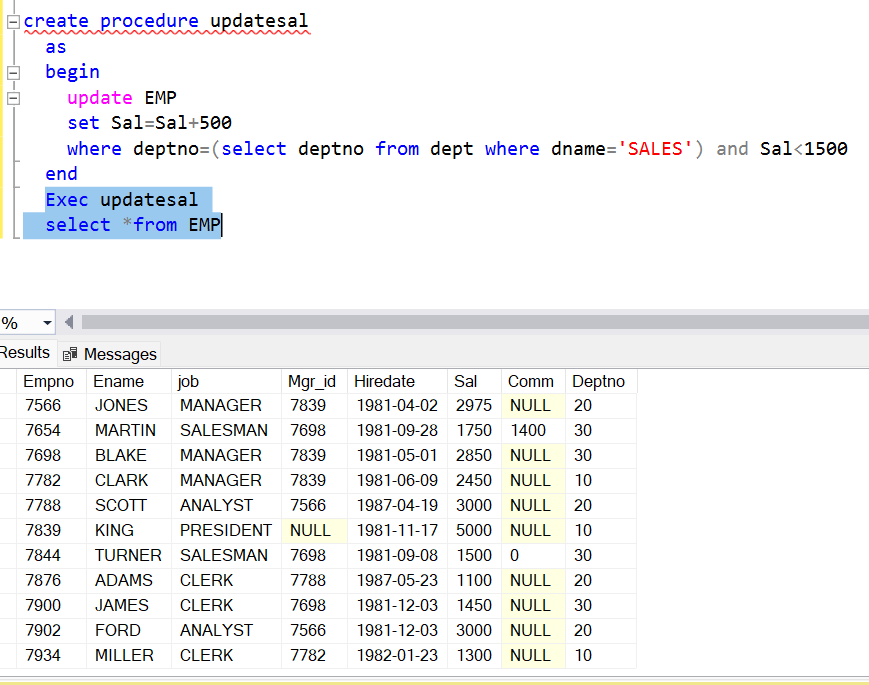 create procedure updatesal
as
begin
update EMP
set Sal=Sal+500
where deptno=(select deptno from dept where dname='SALES') and Sal<1500
end
Exec updatesal
select *from EMP
%
Results Messages
Empno Ename job Mgr_id Hiredate Sal Comm Deptno
7566 JONES MANAGER 7839 1981-04-02 2975 NULL 20
7654 MARTIN SALESMAN 7698 1981-09-28 1750 1400 30
7698 BLAKE MANAGER 7839 1981-05-01 2850 NULL 30
7782 CLARK MANAGER 7839 1981-06-09 2450 NULL 10
7788 SCOTT ANALYST 7566 1987-04-19 3000 NULL 20
7839 KING PRESIDENT NULL 1981-11-17 5000 NULL 10
7844 TURNER SALESMAN 7698 1981-09-08 1500 0 30
7876 ADAMS CLERK 7788 1987-05-23 1100 NULL 20
7900 JAMES CLERK 7698 1981-12-03 1450 NULL 30
7902 FORD ANALYST 7566 1981-12-03 3000 NULL 20
7934 MILLER CLERK 7782 1982-01-23 1300 NULL 10